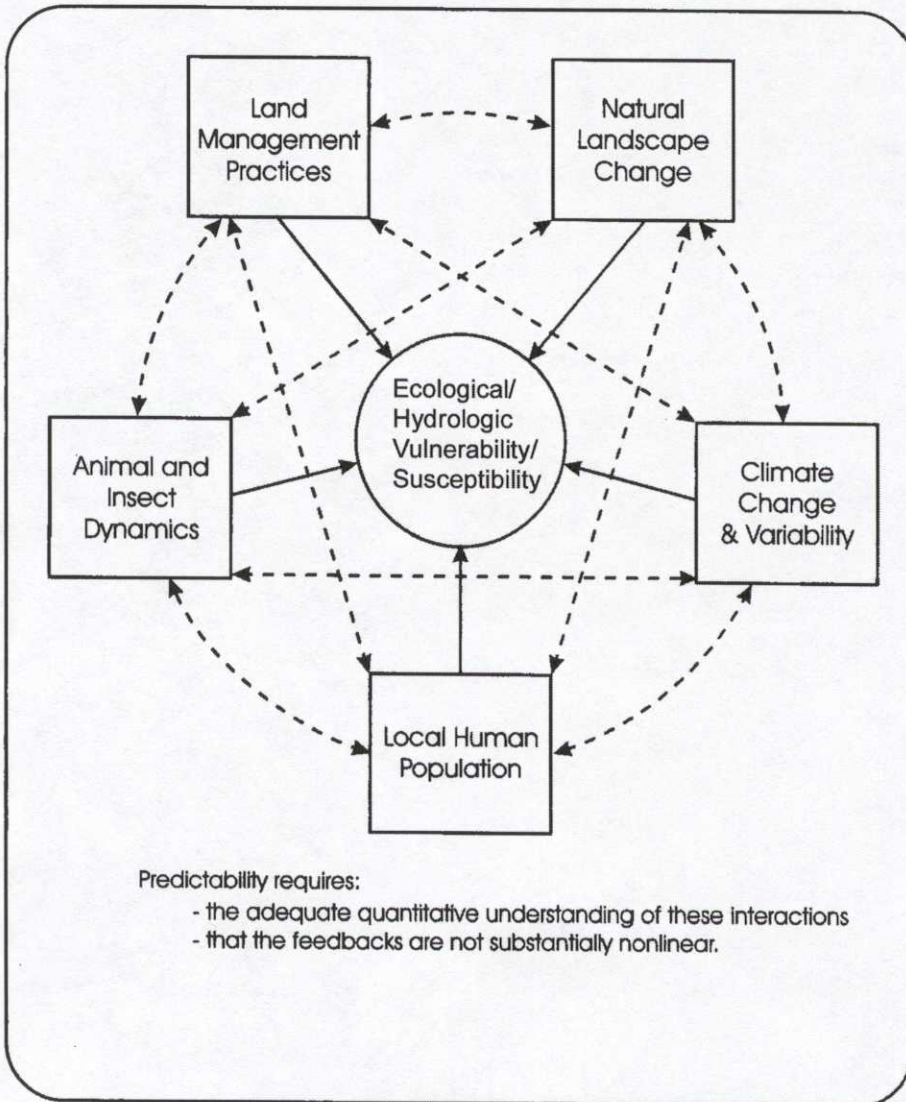 Land
Management
Practices
Natural
Landscape
Change
Ecological/
Hydrologic
Vulnerability/
Susceptibility
Animal and
Insect
Dynamics
Climate
Change
& Variability
Local Human
Population
Predictability requires:
- the adequate quantitative understanding of these interactions
- that the feedbacks are not substantially nonlinear.